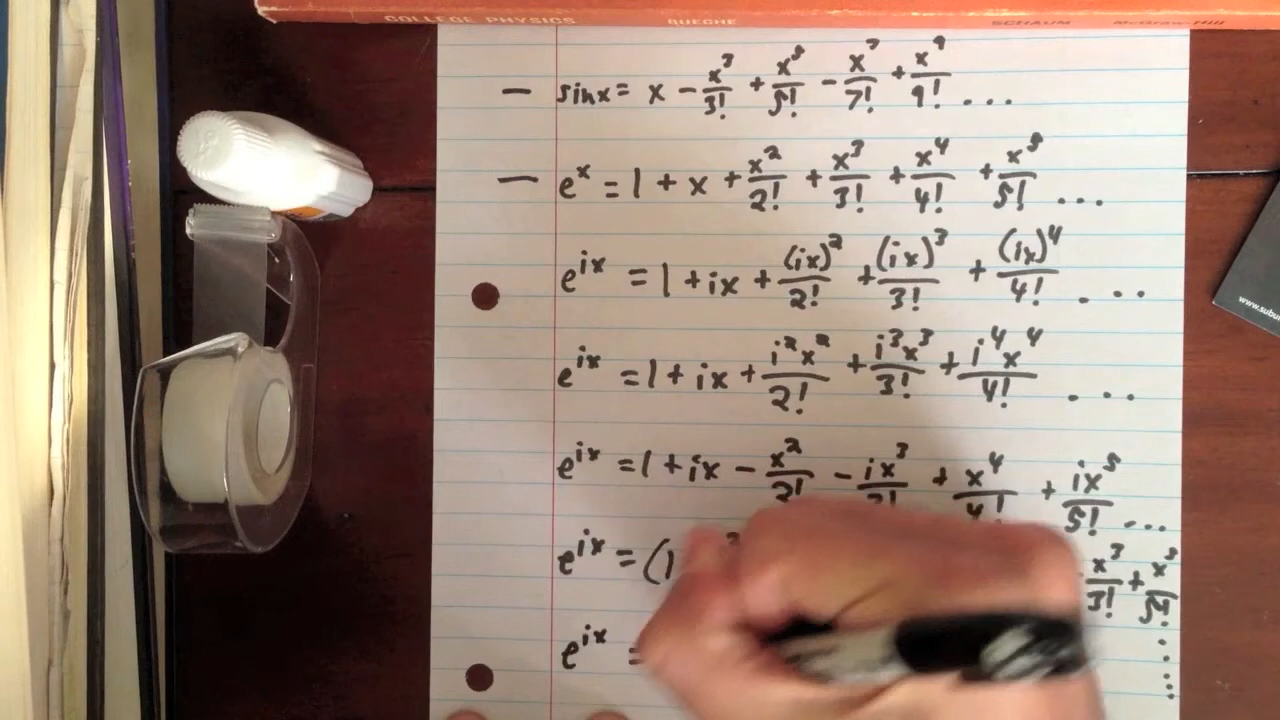 COLLEGE PHYSICS BUECHE SCHAUM McGraw-Hill
— sinx = x - x³/3! + x⁵/5! - x⁷/7! + x⁹/9! ...
— eˣ = 1 + x + x²/2! + x³/3! + x⁴/4! + x⁵/5! ...
e^ix = 1 + ix + (ix)²/2! + (ix)³/3! + (ix)⁴/4! ...
e^ix = 1 + ix + i²x²/2! + i³x³/3! + i⁴x⁴/4! ...
e^ix = 1 + ix - x²/2! - ix³/3! + x⁴/4! + ix⁵/5! ...
e^ix = (1 x³/3! + x⁵/5! ...
e^ix =